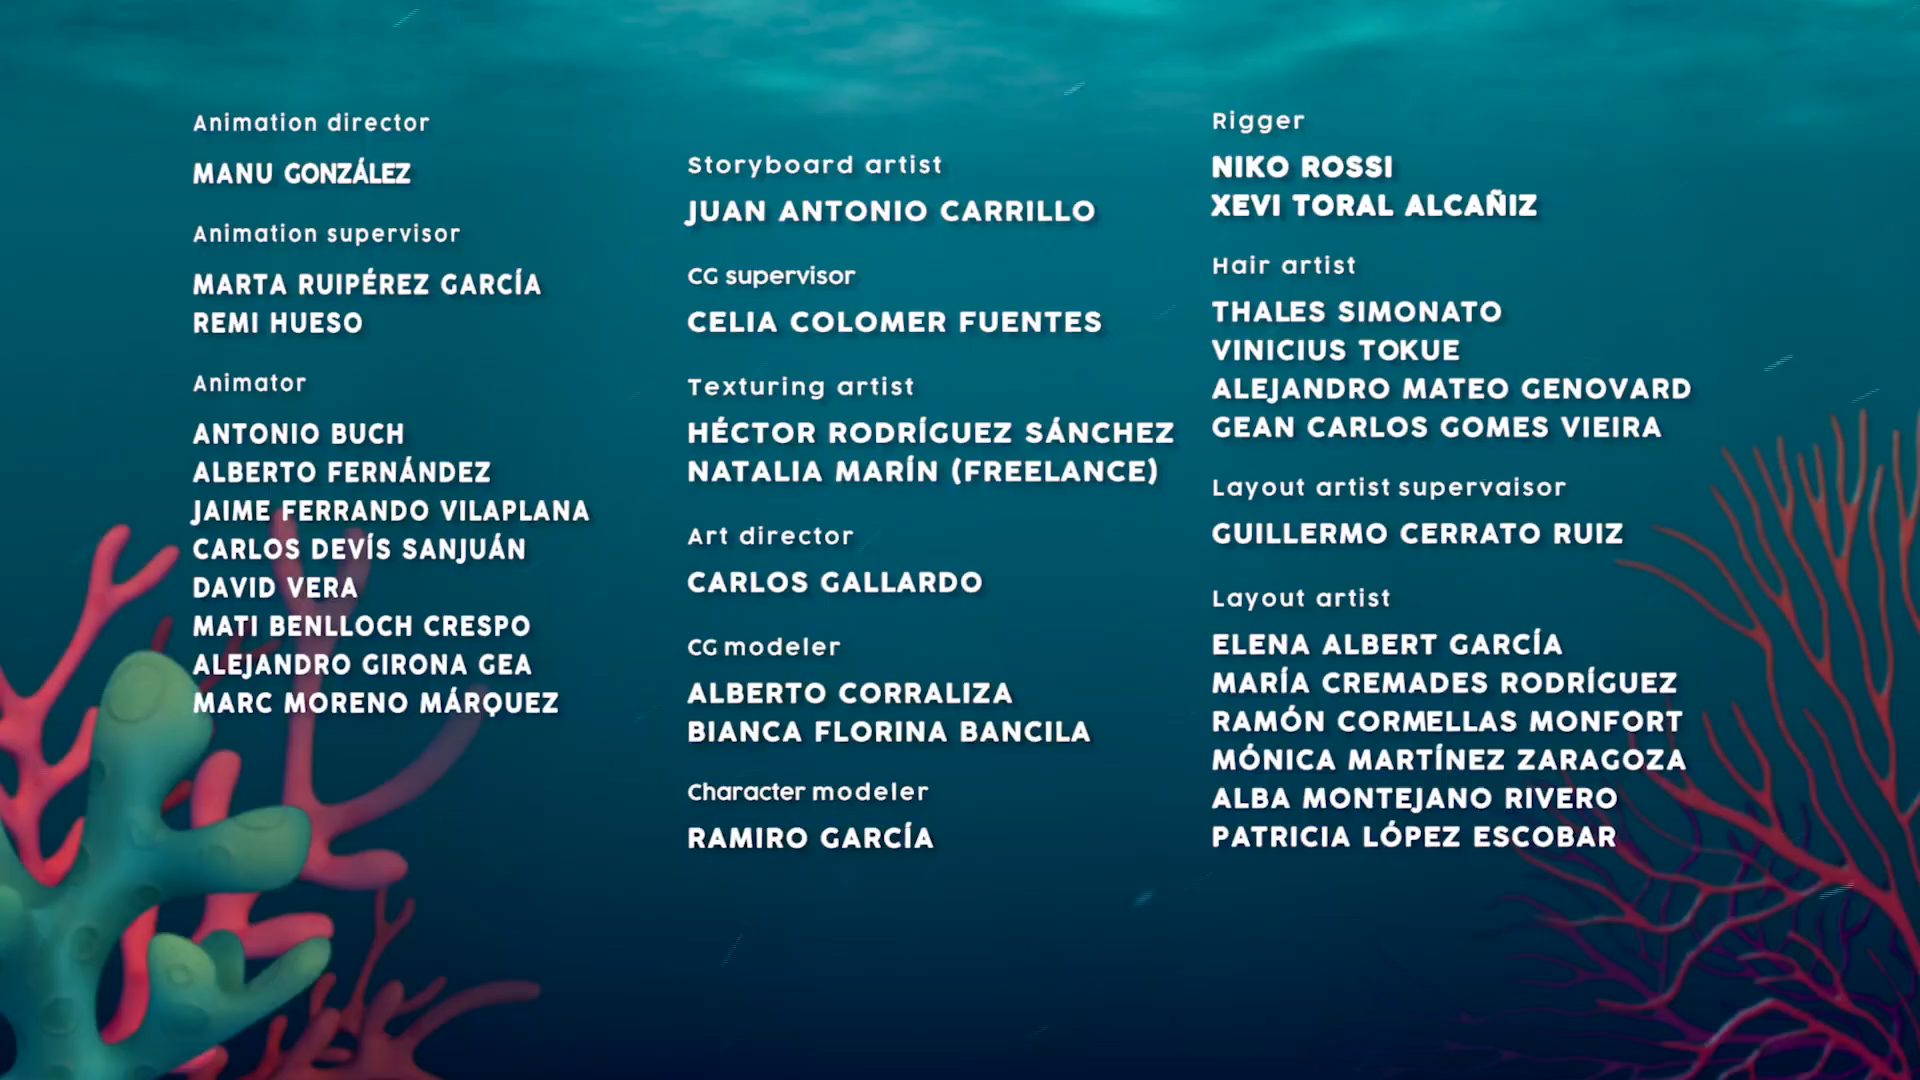 Animation director
MANU GONZÁLEZ
Animation supervisor
MARTA RUIPÉREZ GARCÍA
REMI HUESO
Animator
ANTONIO BUCH
ALBERTO FERNÁNDEZ
JAIME FERRANDO VILAPLANA
CARLOS DEVÍS SANJUÁN
DAVID VERA
MATI BENLLOCH CRESPO
ALEJANDRO GIRONA GEA
MARC MORENO MÁRQUEZ
Storyboard artist
JUAN ANTONIO CARRILLO
CG supervisor
CELIA COLOMER FUENTES
Texturing artist
HÉCTOR RODRÍGUEZ SÁNCHEZ
NATALIA MARÍN (FREELANCE)
Art director
CARLOS GALLARDO
CG modeler
ALBERTO CORRALIZA
BIANCA FLORINA BANCILA
Character modeler
RAMIRO GARCÍA
Rigger
NIKO ROSSI
XEVI TORAL ALCAÑIZ
Hair artist
THALES SIMONATO
VINICIUS TOKUE
ALEJANDRO MATEO GENOVARD
GEAN CARLOS GOMES VIEIRA
Layout artist supervaisor
GUILLERMO CERRATO RUIZ
Layout artist
ELENA ALBERT GARCÍA
MARÍA CREMADES RODRÍGUEZ
RAMÓN CORMELLAS MONFORT
MÓNICA MARTÍNEZ ZARAGOZA
ALBA MONTEJANO RIVERO
PATRICIA LÓPEZ ESCOBAR